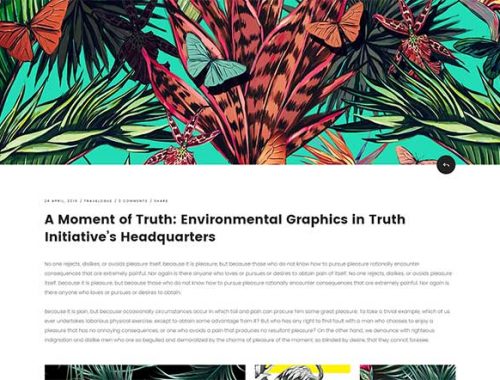 28 APRIL, 2016 / TRAVELOGUE / 0 COMMENTS / SHARE
A Moment of Truth: Environmental Graphics in Truth
Initiative's Headquarters
No one rejects, dislikes, or avoids pleasure itself, because it is pleasure, but because those who do not know how to pursue pleasure rationally encounter
consequences that are extremely painful. Nor again is there anyone who loves or pursues or desires to obtain pain of itself. No one rejects, dislikes, or avoids pleasure
itself, because it is pleasure, but because those who do not know how to pursue pleasure rationally encounter consequences that are extremely painful. Nor again is
there anyone who loves or pursues or desires to obtain.
Because it is pain, but because occasionally circumstances occur in which toil and pain can procure him some great pleasure. To take a trivial example, which of us
ever undertakes laborious physical exercise, except to obtain some advantage from it? But who has any right to find fault with a man who chooses to enjoy a
pleasure that has no annoying consequences, or one who avoids a pain that produces no resultant pleasure? On the other hand, we denounce with righteous
indignation and dislike men who are so beguiled and demoralized by the charms of pleasure of the moment, so blinded by desire, that they cannot foresee.